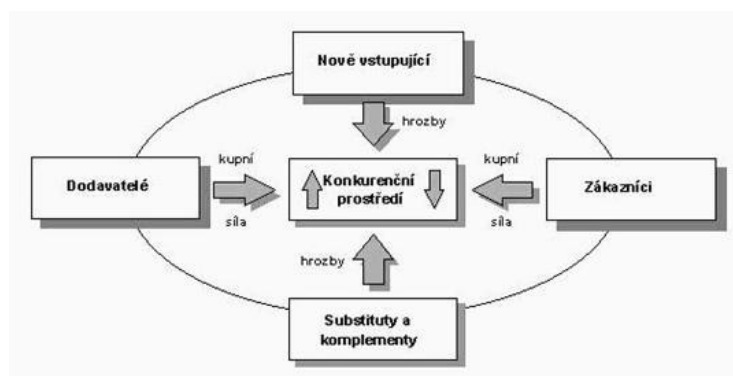 Nově vstupující
hrozby
kupní
kupní
Dodavatelé
Konkurenční
prostředí
Zákazníci
síla
síla
hrozby
Substituty a
komplementy